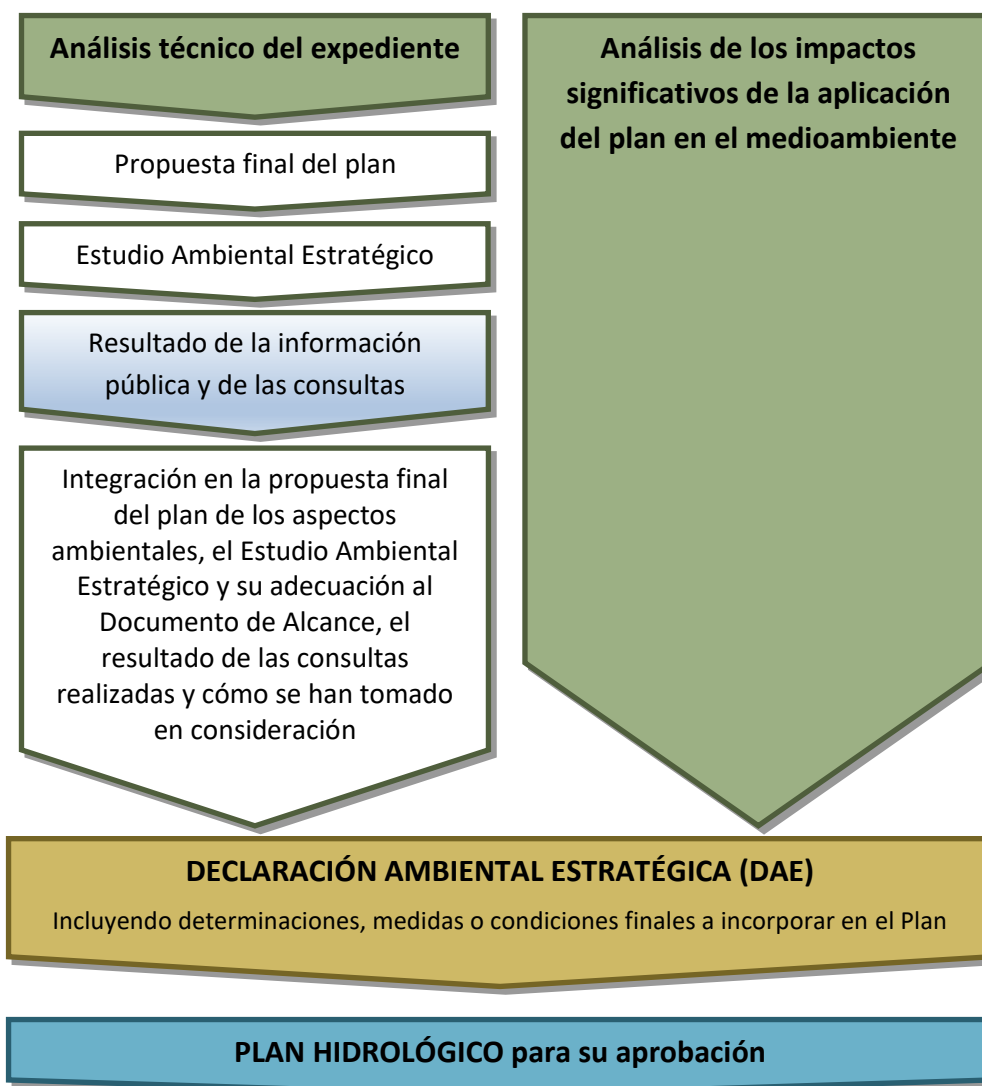 Análisis técnico del expediente
Propuesta final del plan
Estudio Ambiental Estratégico
Resultado de la información
pública y de las consultas
Integración en la propuesta final
del plan de los aspectos
ambientales, el Estudio Ambiental
Estratégico y su adecuación al
Documento de Alcance, el
resultado de las consultas
realizadas y cómo se han tomado
en consideración
Análisis de los impactos
significativos de la aplicación
del plan en el medioambiente
DECLARACIÓN AMBIENTAL ESTRATÉGICA (DAE)
Incluyendo determinaciones, medidas o condiciones finales a incorporar en el Plan
PLAN HIDROLÓGICO para su aprobación